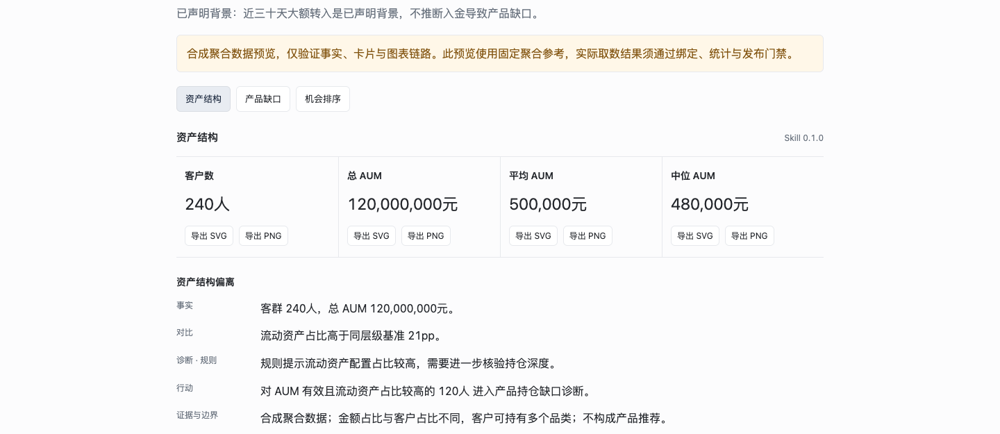 已声明背景：近三十天大额转入是已声明背景，不推断入金导致产品缺口。
合成聚合数据预览，仅验证事实、卡片与图表链路。此预览使用固定聚合参考，实际取数结果须通过绑定、统计与发布门禁。
资产结构 产品缺口 机会排序
资产结构 Skill 0.1.0
客户数 总 AUM 平均 AUM 中位 AUM
240人 120,000,000元 500,000元 480,000元
导出 SVG 导出 PNG 导出 SVG 导出 PNG 导出 SVG 导出 PNG 导出 SVG 导出 PNG
资产结构偏离
事实 客群 240人，总 AUM 120,000,000元。
对比 流动资产占比高于同层级基准 21pp。
诊断 · 规则 规则提示流动资产配置占比较高，需要进一步核验持仓深度。
行动 对 AUM 有效且流动资产占比较高的 120人 进入产品持仓缺口诊断。
证据与边界 合成聚合数据；金额占比与客户占比不同，客户可持有多个品类；不构成产品推荐。